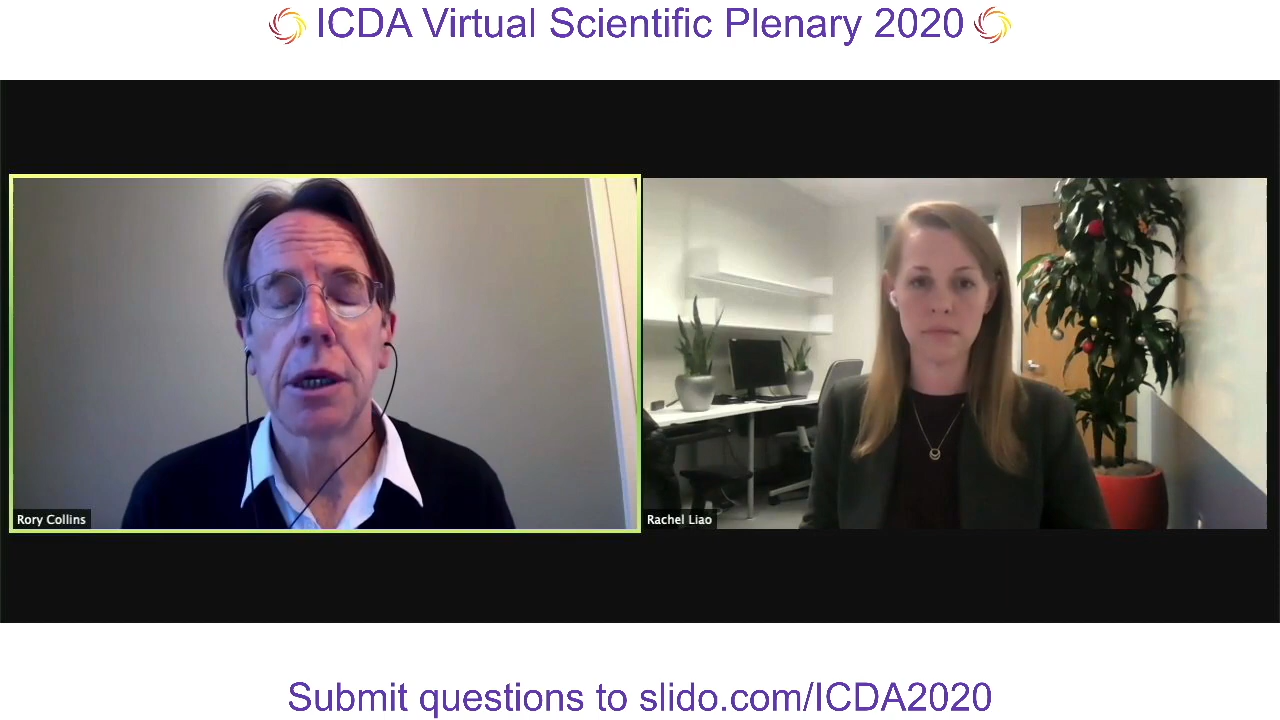 ICDA Virtual Scientific Plenary 2020
Rory Collins
Rachel Liao
Submit questions to slido.com/ICDA2020